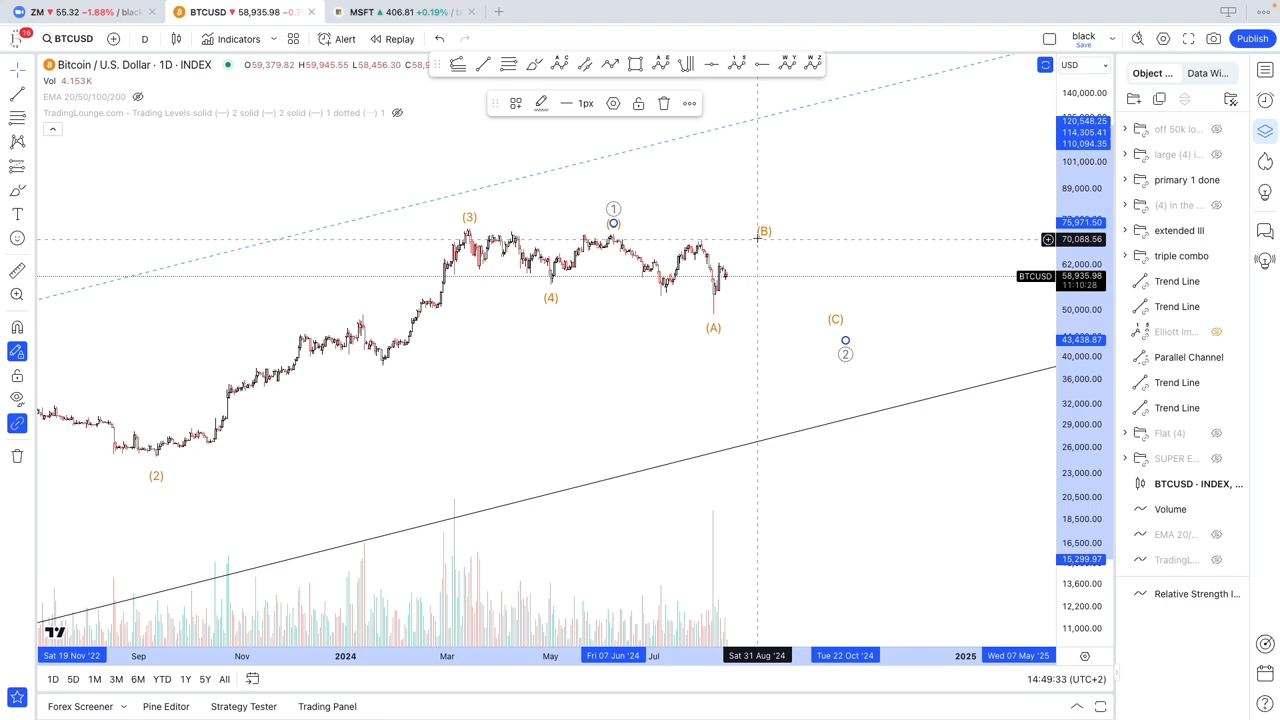 ZM ▼ 55.32 −1.88% / black
BTCUSD ▼ 58,935.98 −0.7
MSFT ▲ 406.81 +0.19% / b
16 BTCUSD D Indicators Alert Replay black Save Publish
Bitcoin / U.S. Dollar · 1D · INDEX O59,379.82 H59,945.55 L58,456.30 C58,9
Vol 4.153K
EMA 20/50/100/200
TradingLounge.com - Trading Levels solid (—) 2 solid (—) 2 solid (—) 1 dotted (—) 1
1px
USD
140,000.00
120,548.25
114,305.41
110,094.35
101,000.00
89,000.00
75,971.50
70,088.56
62,000.00
BTCUSD 58,935.98
11:10:28
50,000.00
43,438.87
40,000.00
36,000.00
32,000.00
29,000.00
26,000.00
23,000.00
20,500.00
18,500.00
16,500.00
15,299.97
13,600.00
12,200.00
11,000.00
(2)
(3)
(4)
1
(A)
(B)
(C)
2
Sat 19 Nov '22 Sep Nov 2024 Mar May Fri 07 Jun '24 Jul Sat 31 Aug '24 Tue 22 Oct '24 2025 Wed 07 May '25
1D 5D 1M 3M 6M YTD 1Y 5Y All 14:49:33 (UTC+2)
Forex Screener Pine Editor Strategy Tester Trading Panel
Object ... Data Wi...
off 50k lo...
large (4) i...
primary 1 done
(4) in the ...
extended III
triple combo
Trend Line
Trend Line
Elliott Im...
Parallel Channel
Trend Line
Trend Line
Flat (4)
SUPER E...
BTCUSD · INDEX, ...
Volume
EMA 20/...
TradingL...
Relative Strength I...